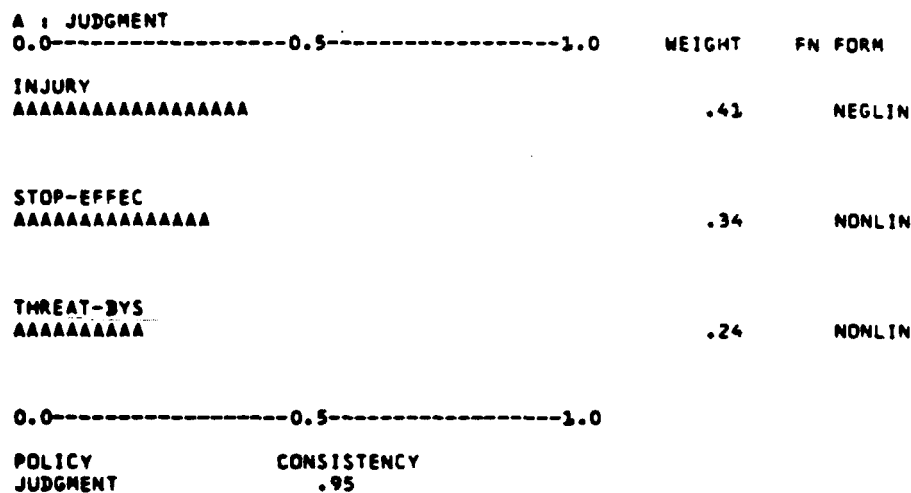 A : JUDGMENT
0.0------------------0.5------------------1.0 WEIGHT FN FORM
INJURY
AAAAAAAAAAAAAAAAAA .41 NEGLIN
STOP-EFFEC
AAAAAAAAAAAAAAA .34 NONLIN
THREAT-BYS
AAAAAAAAAA .24 NONLIN
0.0------------------0.5------------------1.0
POLICY CONSISTENCY
JUDGMENT .95